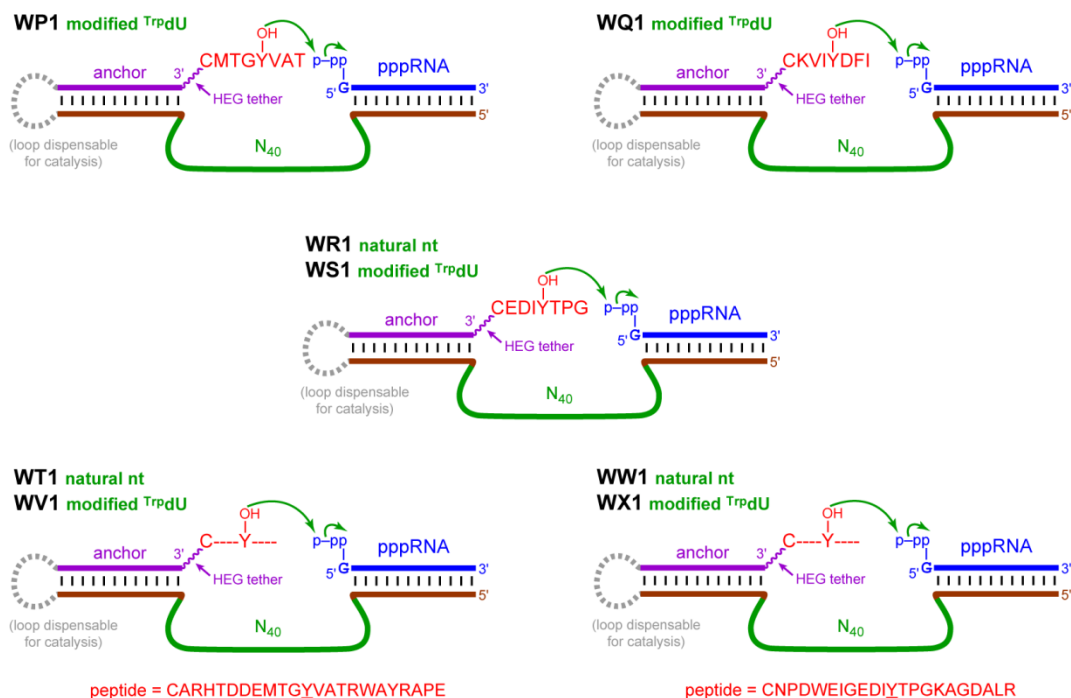 WP1 modified TrpdU
OH
CMTGYVAT
p–pp
anchor
3'
pppRNA
5'
G
3'
HEG tether
5'
(loop dispensable
for catalysis)
N40
WQ1 modified TrpdU
OH
CKVIYDFI
p–pp
anchor
3'
pppRNA
5'
G
3'
HEG tether
5'
(loop dispensable
for catalysis)
N40
WR1 natural nt
WS1 modified TrpdU
OH
CEDIYTPG
p–pp
anchor
3'
pppRNA
5'
G
3'
HEG tether
5'
(loop dispensable
for catalysis)
N40
WT1 natural nt
WV1 modified TrpdU
OH
C----Y----
p–pp
anchor
3'
pppRNA
5'
G
3'
HEG tether
5'
(loop dispensable
for catalysis)
N40
peptide = CARHTDDEMTGYVATRWAYRAPE
WW1 natural nt
WX1 modified TrpdU
OH
C----Y----
p–pp
anchor
3'
pppRNA
5'
G
3'
HEG tether
5'
(loop dispensable
for catalysis)
N40
peptide = CNPDWEIGEDIYTPGKAGDALR